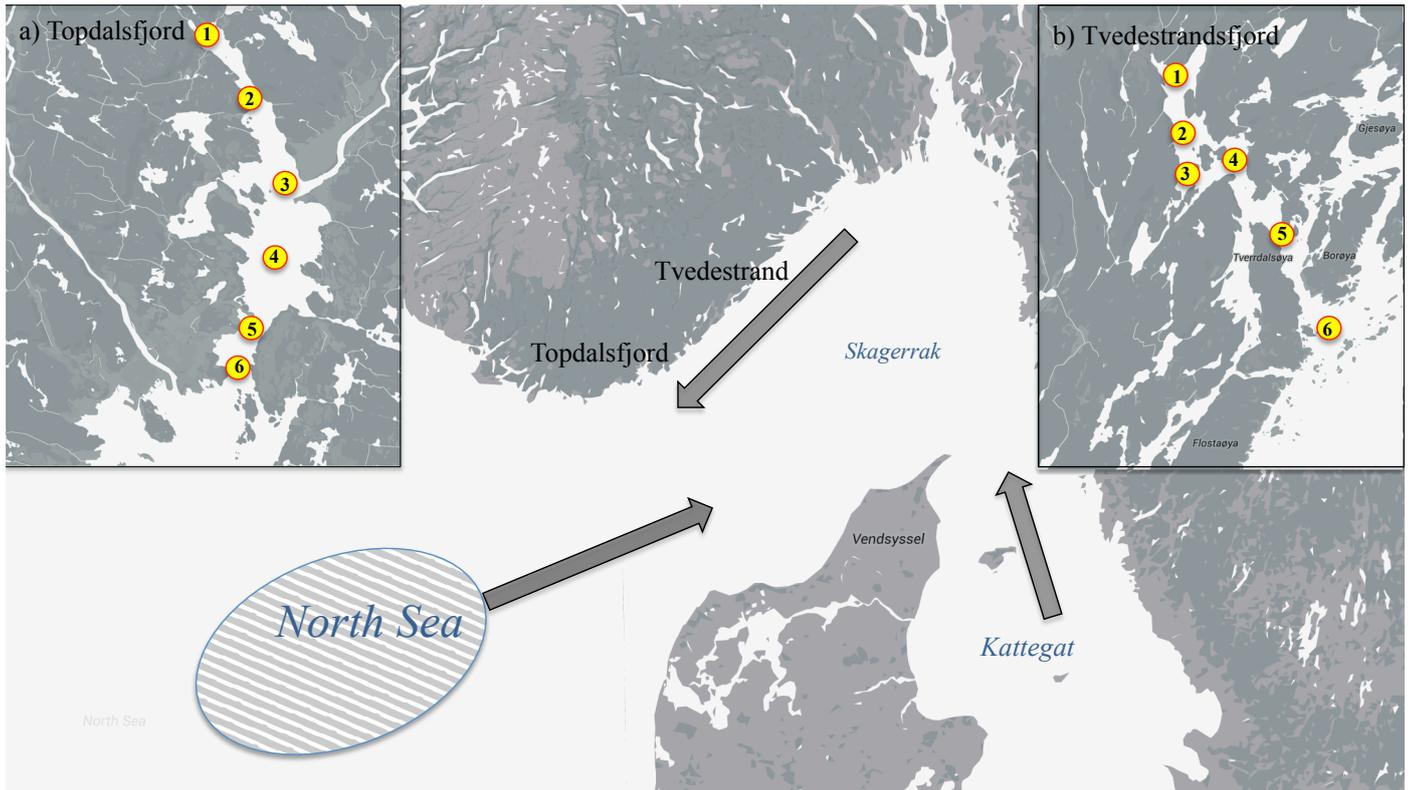 a) Topdalsfjord
1
2
3
4
5
6
b) Tvedestrandsfjord
1
Gjesøya
2
4
3
5
Tverrdalsøya
Borøya
6
Flostaøya
Tvedestrand
Topdalsfjord
Skagerrak
Vendsyssel
North Sea
Kattegat
North Sea